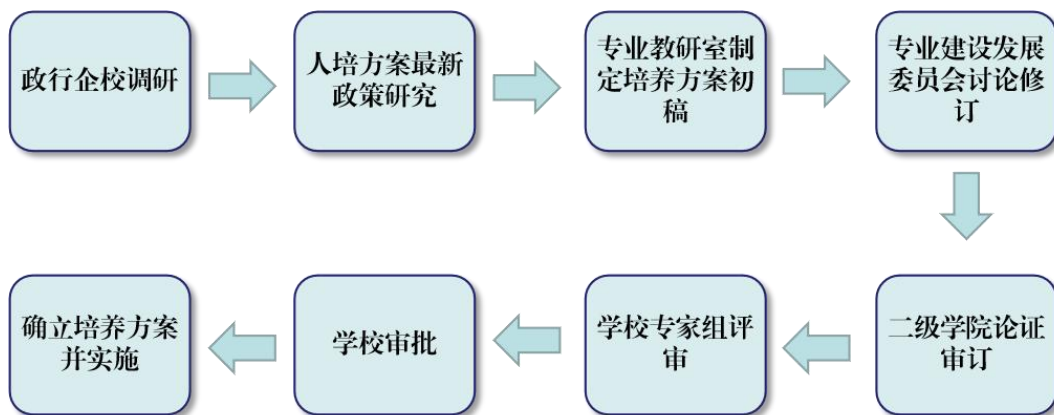 政行企校调研
人培方案最新
政策研究
专业教研室制
定培养方案初
稿
专业建设发展
委员会讨论修
订
二级学院论证
审订
学校专家组评
审
学校审批
确立培养方案
并实施